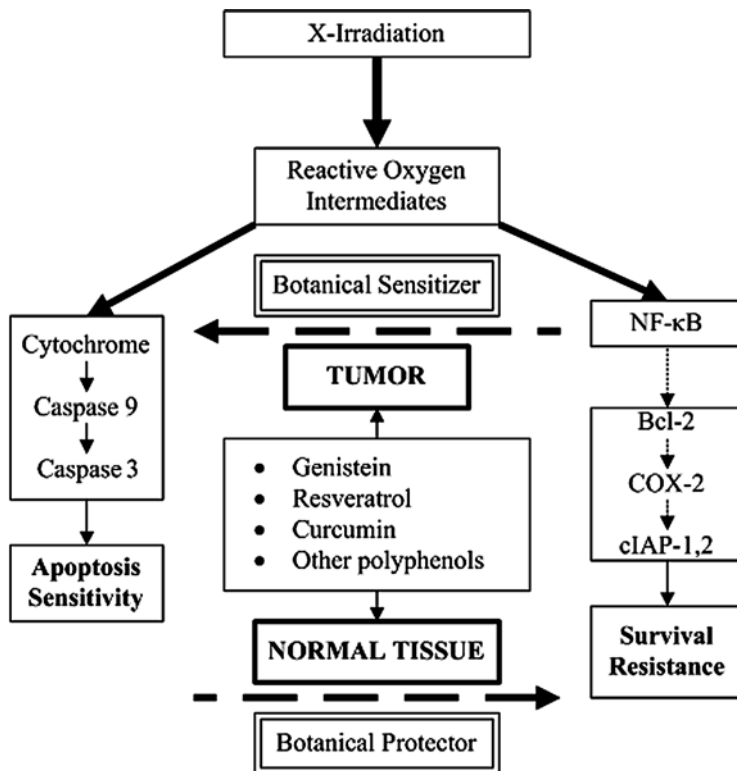 X-Irradiation
Reactive Oxygen
Intermediates
Botanical Sensitizer
Cytochrome
Caspase 9
Caspase 3
Apoptosis
Sensitivity
TUMOR
• Genistein
• Resveratrol
• Curcumin
• Other polyphenols
NORMAL TISSUE
Botanical Protector
NF-κB
Bcl-2
COX-2
cIAP-1,2
Survival
Resistance